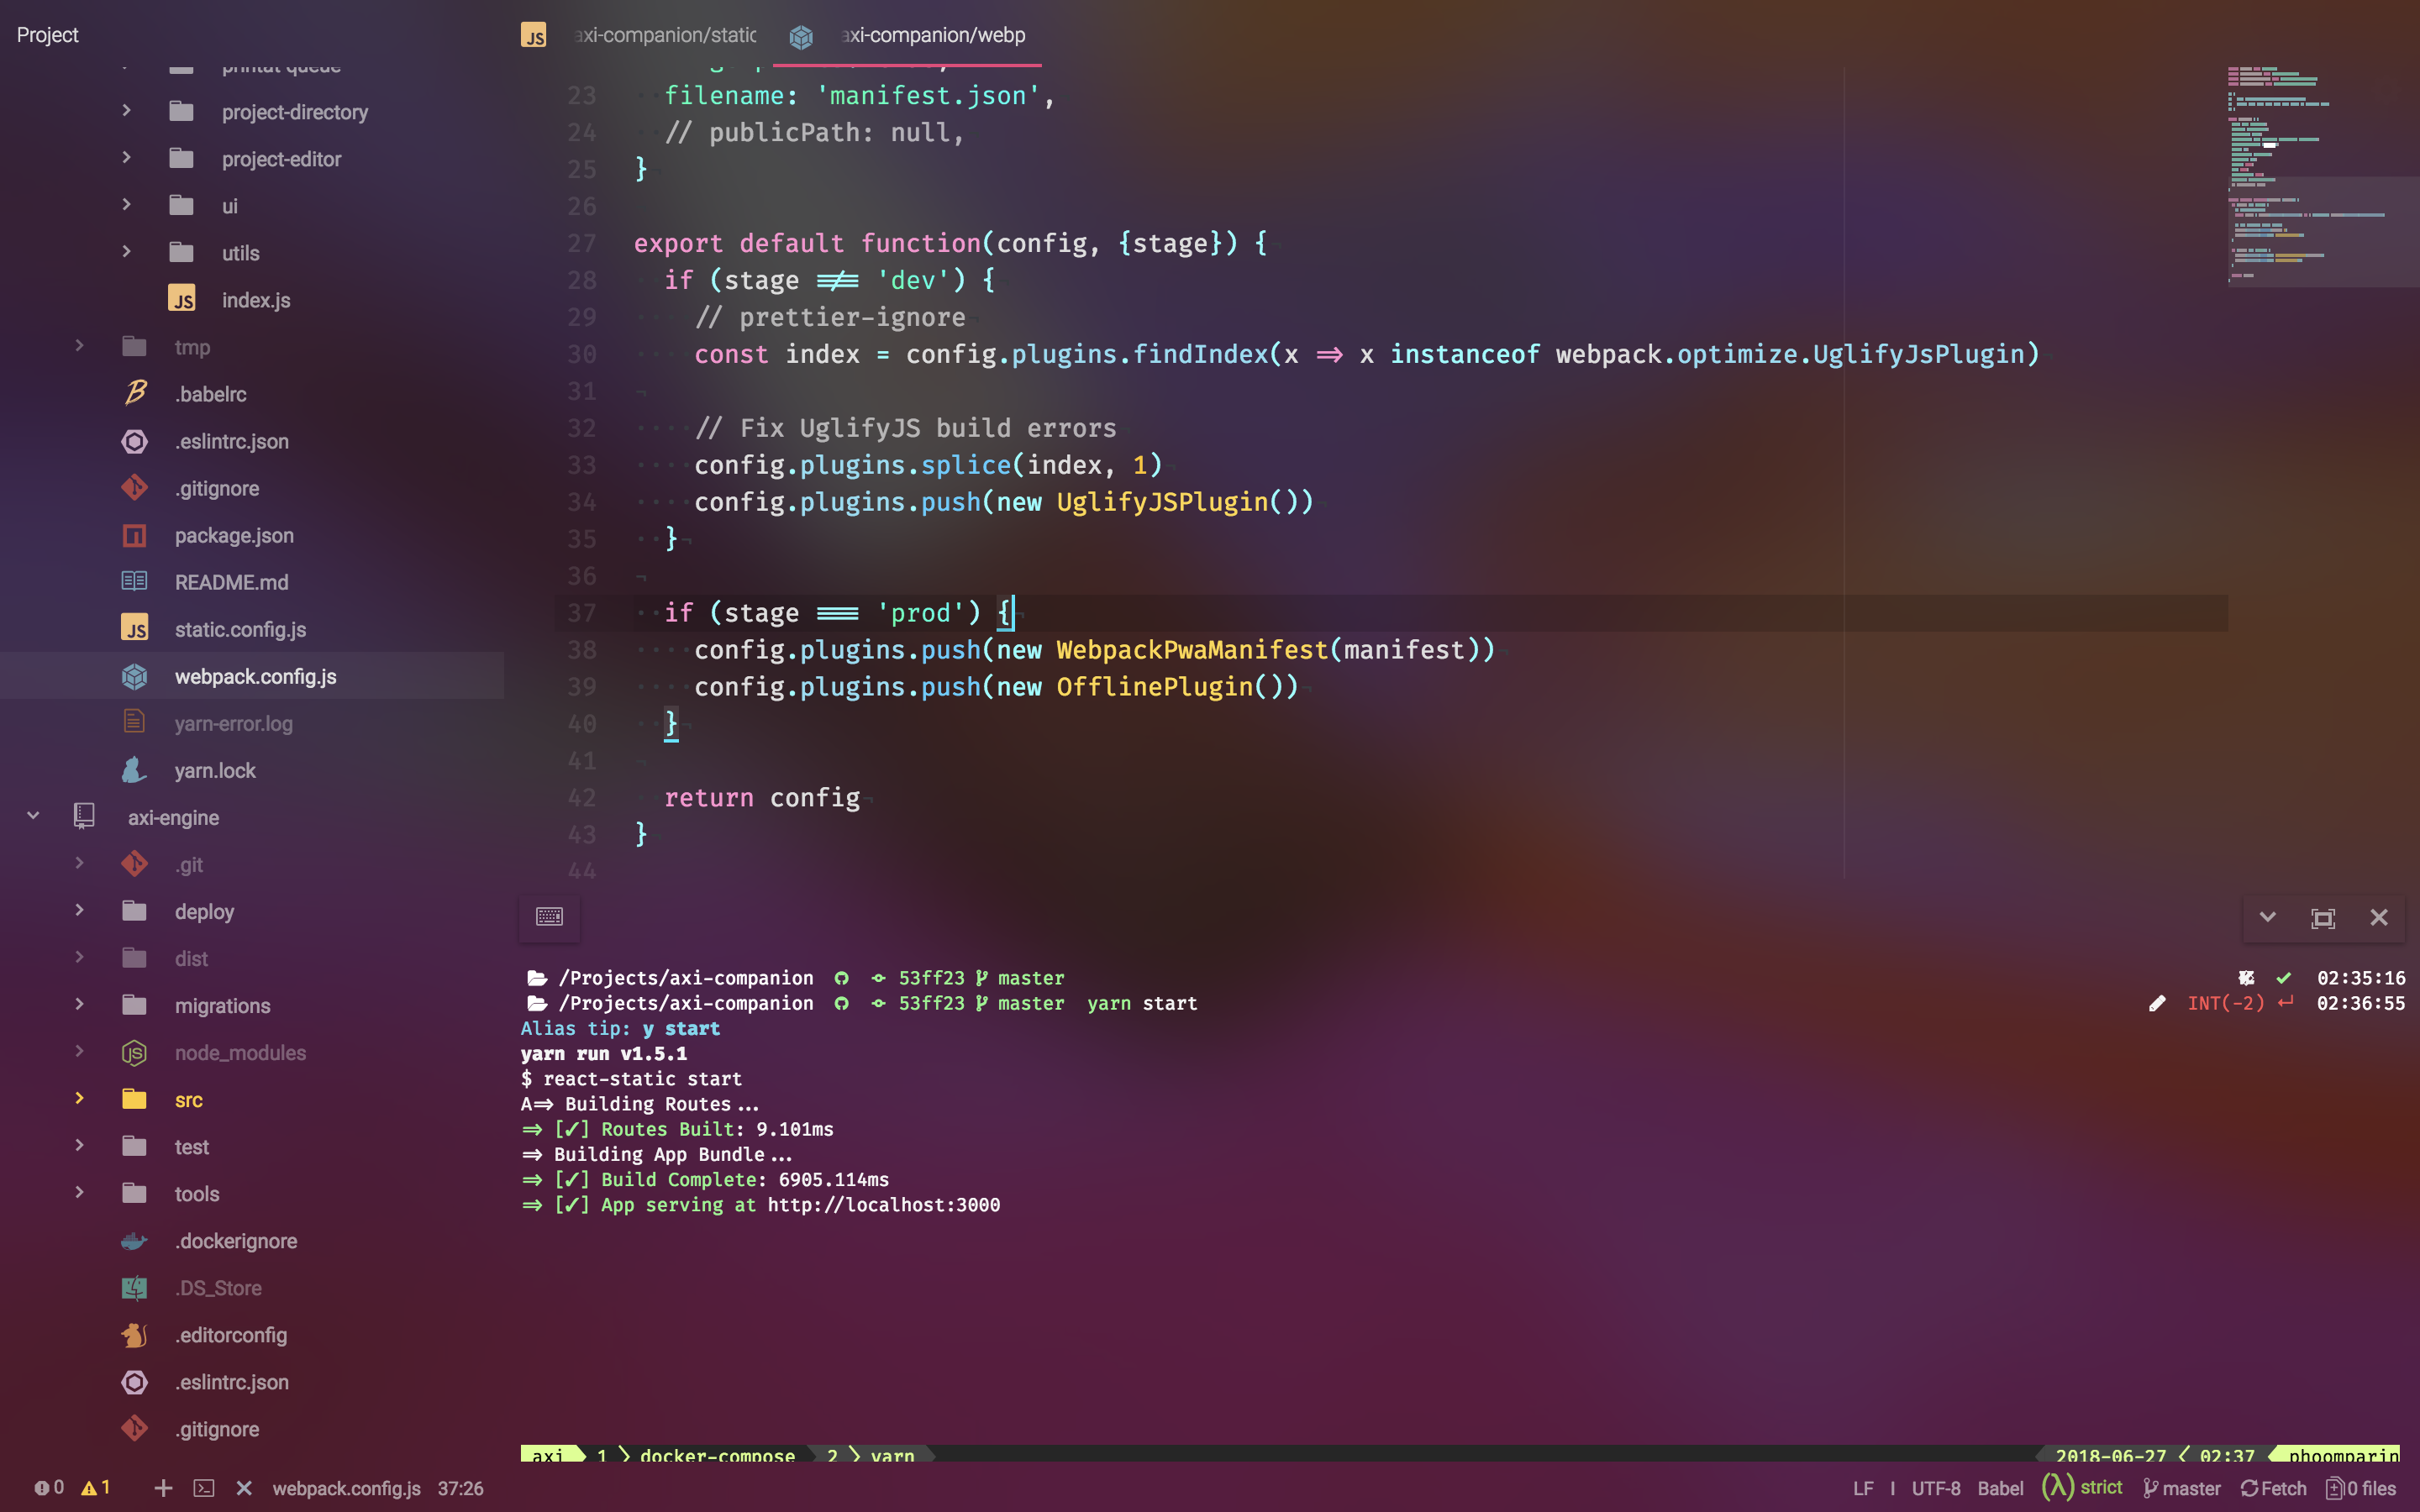 Project
project-directory
project-editor
ui
utils
index.js
tmp
.babelrc
.eslintrc.json
.gitignore
package.json
README.md
static.config.js
webpack.config.js
yarn-error.log
yarn.lock
axi-engine
.git
deploy
dist
migrations
node_modules
src
test
tools
.dockerignore
.DS_Store
.editorconfig
.eslintrc.json
.gitignore
axi-companion/static
axi-companion/webp
23 filename: 'manifest.json',
24 // publicPath: null,
25 }
26
27 export default function(config, {stage}) {
28 if (stage !== 'dev') {
29 // prettier-ignore
30 const index = config.plugins.findIndex(x => x instanceof webpack.optimize.UglifyJsPlugin)
31
32 // Fix UglifyJS build errors
33 config.plugins.splice(index, 1)
34 config.plugins.push(new UglifyJSPlugin())
35 }
36
37 if (stage === 'prod') {
38 config.plugins.push(new WebpackPwaManifest(manifest))
39 config.plugins.push(new OfflinePlugin())
40 }
41
42 return config
43 }
44
/Projects/axi-companion 53ff23 master 02:35:16
/Projects/axi-companion 53ff23 master yarn start INT(-2) 02:36:55
Alias tip: y start
yarn run v1.5.1
$ react-static start
A=> Building Routes...
=> [✓] Routes Built: 9.101ms
=> Building App Bundle...
=> [✓] Build Complete: 6905.114ms
=> [✓] App serving at http://localhost:3000
axi 1 docker-compose 2 yarn 2018-06-27 02:37 phoomparin
0 1 webpack.config.js 37:26 LF I UTF-8 Babel (λ) strict master Fetch 0 files